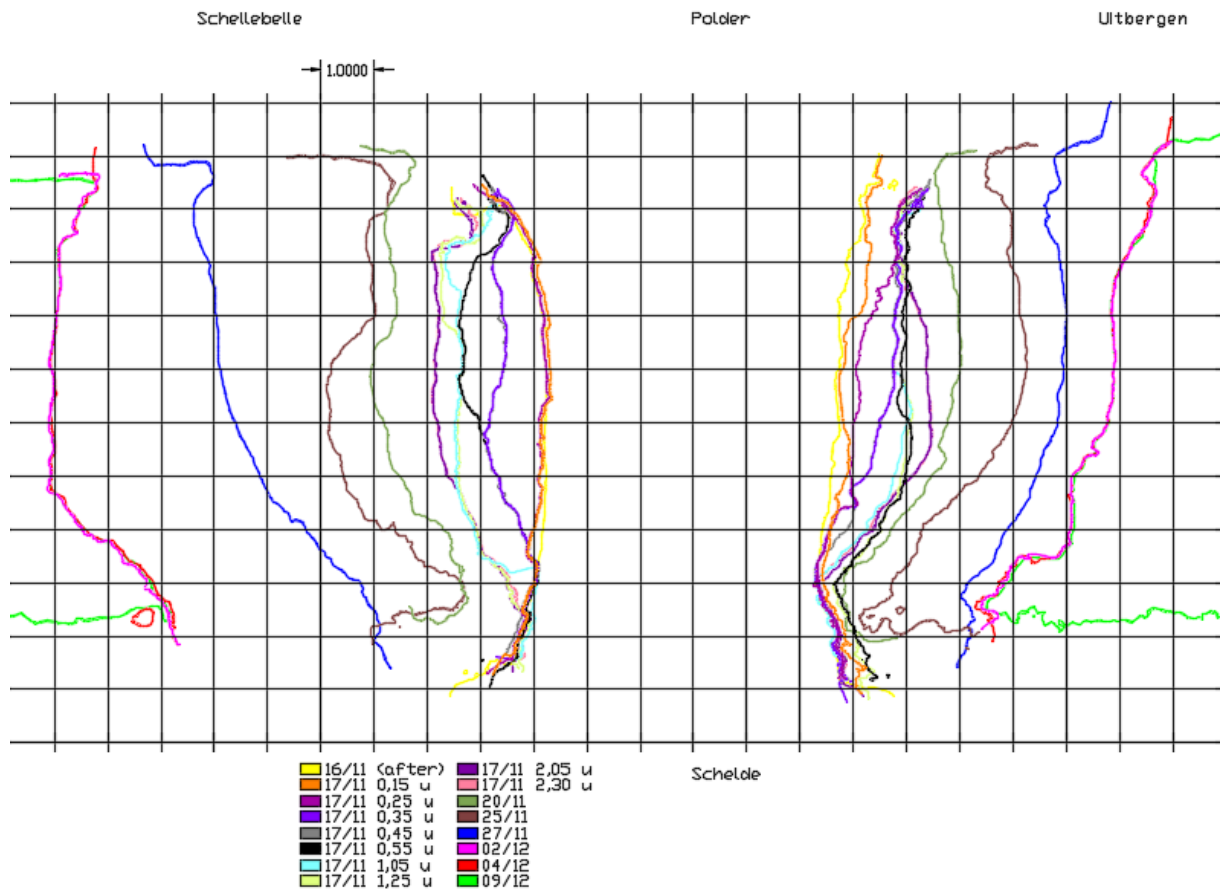 Schellebelle Polder UItbergen
1.0000
16/11 (after) 17/11 2,05 u
17/11 0,15 u 17/11 2,30 u
17/11 0,25 u 20/11
17/11 0,35 u 25/11
17/11 0,45 u 27/11
17/11 0,55 u 02/12
17/11 1,05 u 04/12
17/11 1,25 u 09/12
Schelde